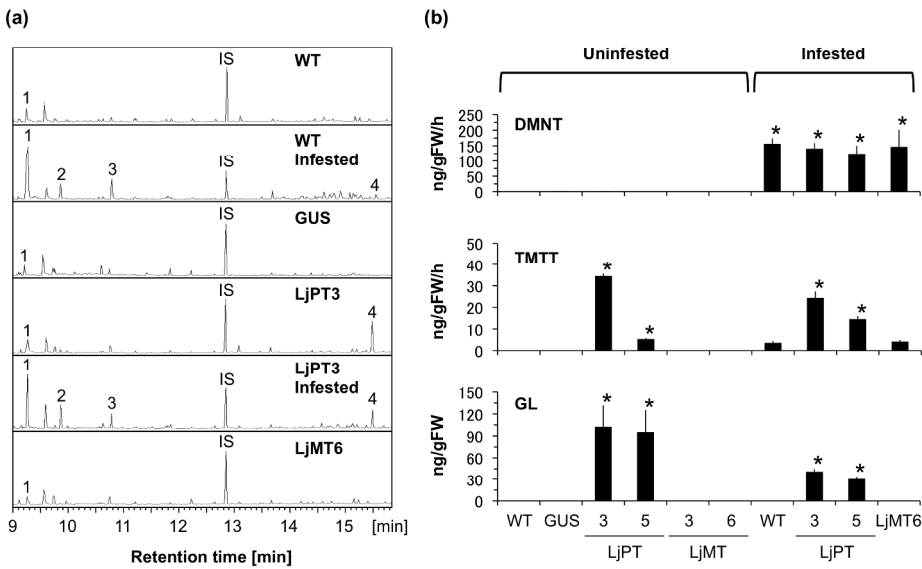 (a)
WT
1
IS
WT
Infested
1
2
3
IS
4
GUS
1
IS
LjPT3
1
IS
4
LjPT3
Infested
1
2
3
IS
4
LjMT6
1
IS
9 10 11 12 13 14 15 [min]
Retention time [min]
(b)
Uninfested Infested
DMNT
ng/gFW/h
250
200
150
100
50
0
* * * *
TMTT
ng/gFW/h
50
40
30
20
10
0
* * * *
GL
ng/gFW
150
120
90
60
30
0
* * * *
WT GUS 3 5 3 6 WT 3 5 LjMT6
LjPT LjMT LjPT